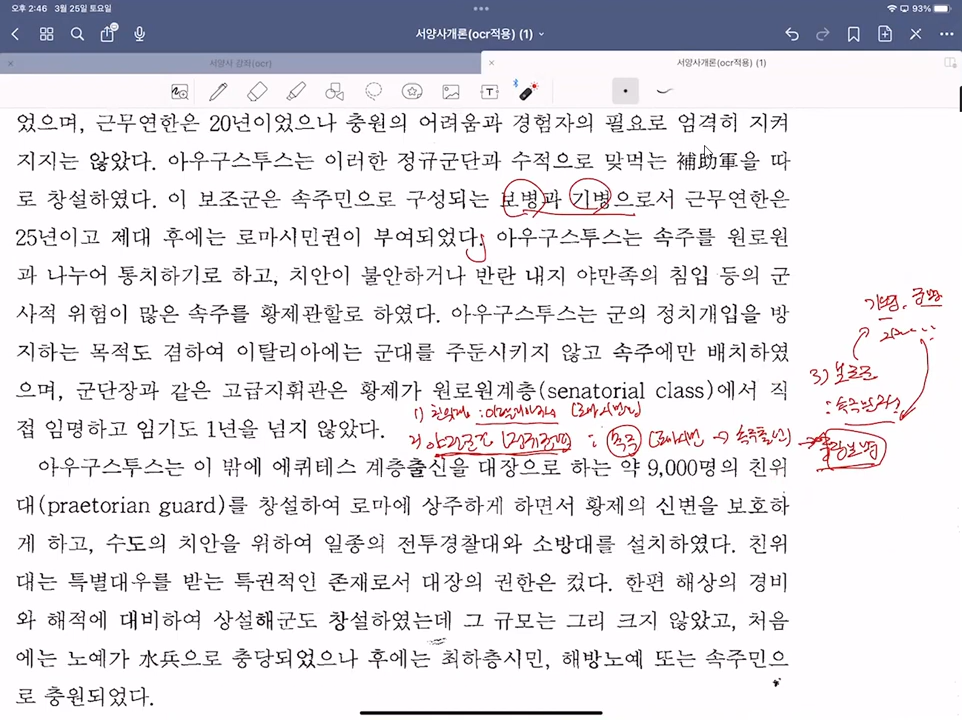 오후 2:46 3월 25일 토요일
93%
서양사개론(ocr적용) (1)
서양사 강좌(ocr)
서양사개론(ocr적용) (1)
었으며, 근무연한은 20년이었으나 충원의 어려움과 경험자의 필요로 엄격히 지켜
지지는 않았다. 아우구스투스는 이러한 정규군단과 수적으로 맞먹는 補助軍을 따
로 창설하였다. 이 보조군은 속주민으로 구성되는 보병과 기병으로서 근무연한은
25년이고 제대 후에는 로마시민권이 부여되었다. 아우구스투스는 속주를 원로원
과 나누어 통치하기로 하고, 치안이 불안하거나 반란 내지 야만족의 침입 등의 군
사적 위험이 많은 속주를 황제관할로 하였다. 아우구스투스는 군의 정치개입을 방
지하는 목적도 겸하여 이탈리아에는 군대를 주둔시키지 않고 속주에만 배치하였
으며, 군단장과 같은 고급지휘관은 황제가 원로원계층(senatorial class)에서 직
접 임명하고 임기도 1년을 넘지 않았다.
아우구스투스는 이 밖에 에퀴테스 계층출신을 대장으로 하는 약 9,000명의 친위
대(praetorian guard)를 창설하여 로마에 상주하게 하면서 황제의 신변을 보호하
게 하고, 수도의 치안을 위하여 일종의 전투경찰대와 소방대를 설치하였다. 친위
대는 특별대우를 받는 특권적인 존재로서 대장의 권한은 컸다. 한편 해상의 경비
와 해적에 대비하여 상설해군도 창설하였는데 그 규모는 그리 크지 않았고, 처음
에는 노예가 水兵으로 충당되었으나 후에는 최하층시민, 해방노예 또는 속주민으
로 충원되었다.
기병, 궁병
3) 보조군
: 속주민
1) 친위대 :
2) (정규군단) : 속주 (로마시민 → 속주출신) →